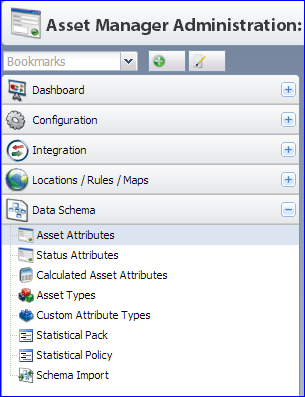 Asset Manager Administration:
Bookmarks
Dashboard
Configuration
Integration
Locations / Rules / Maps
Data Schema
Asset Attributes
Status Attributes
Calculated Asset Attributes
Asset Types
Custom Attribute Types
Statistical Pack
Statistical Policy
Schema Import